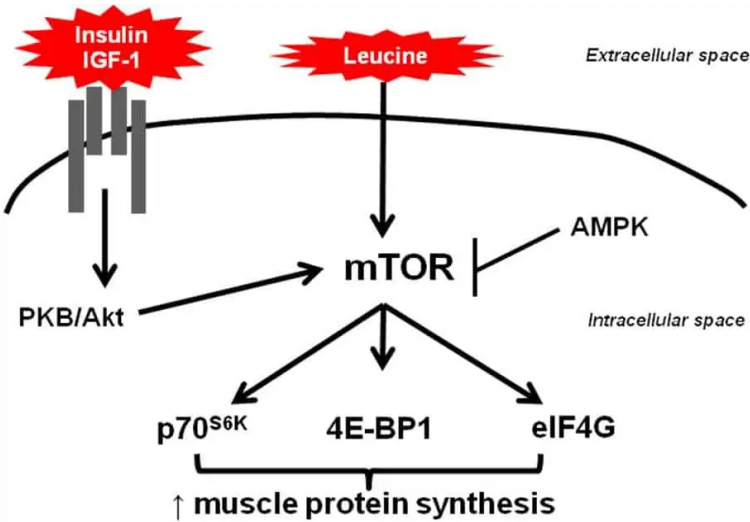 Insulin
IGF-1
Leucine
Extracellular space
AMPK
mTOR
PKB/Akt
Intracellular space
p70S6K
4E-BP1
eIF4G
↑ muscle protein synthesis